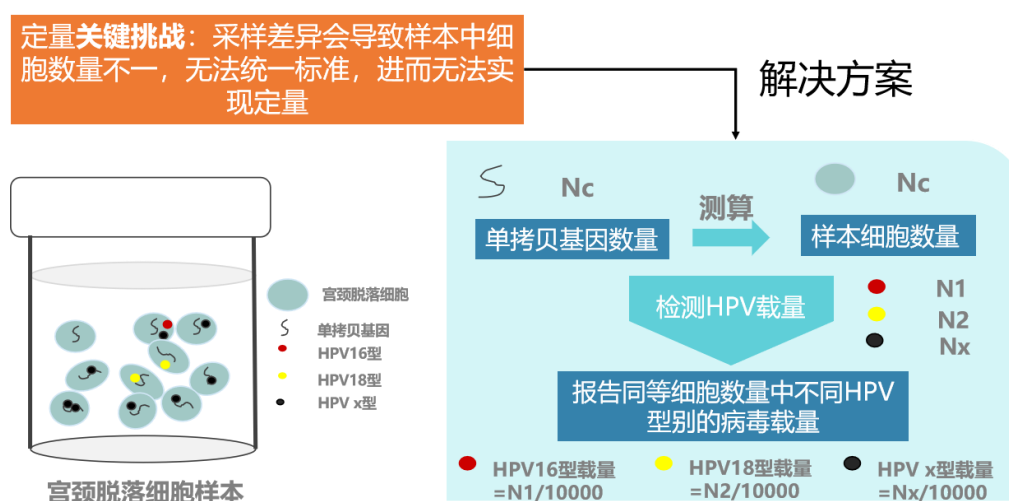 定量关键挑战：采样差异会导致样本中细
胞数量不一，无法统一标准，进而无法实
现定量
解决方案
Nc
单拷贝基因数量
测算
Nc
样本细胞数量
检测HPV载量
N1
N2
Nx
报告同等细胞数量中不同HPV
型别的病毒载量
HPV16型载量
=N1/10000
HPV18型载量
=N2/10000
HPV x型载量
=Nx/10000
宫颈脱落细胞
单拷贝基因
HPV16型
HPV18型
HPV x型
宫颈脱落细胞样本